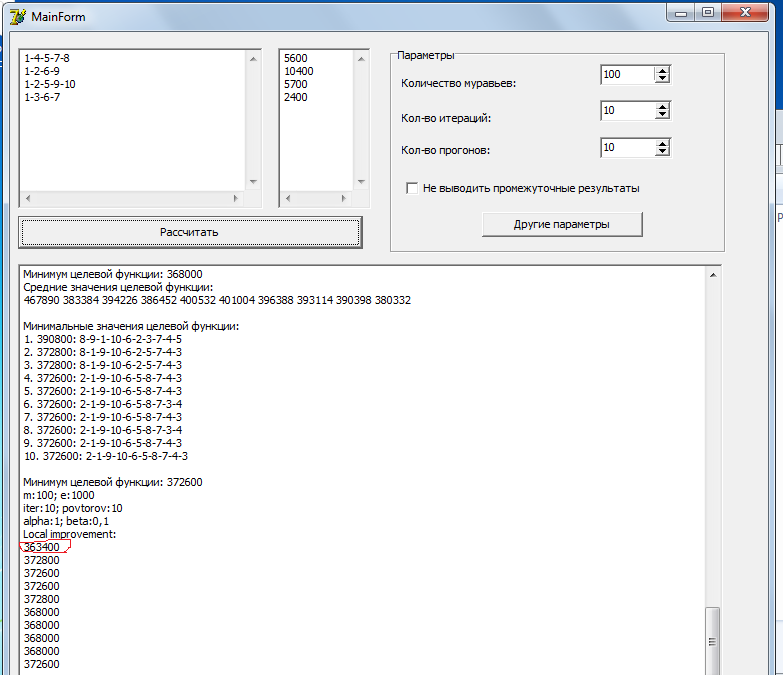 MainForm
1-4-5-7-8
1-2-6-9
1-2-5-9-10
1-3-6-7
5600
10400
5700
2400
Параметры
Количество муравьев:
100
Кол-во итераций:
10
Кол-во прогонов:
10
Не выводить промежуточные результаты
Другие параметры
Рассчитать
Минимум целевой функции: 368000
Средние значения целевой функции:
467890 383384 394226 386452 400532 401004 396388 393114 390398 380332
Минимальные значения целевой функции:
1. 390800: 8-9-1-10-6-2-3-7-4-5
2. 372800: 8-1-9-10-6-2-5-7-4-3
3. 372800: 8-1-9-10-6-2-5-7-4-3
4. 372600: 2-1-9-10-6-5-8-7-4-3
5. 372600: 2-1-9-10-6-5-8-7-4-3
6. 372600: 2-1-9-10-6-5-8-7-3-4
7. 372600: 2-1-9-10-6-5-8-7-4-3
8. 372600: 2-1-9-10-6-5-8-7-3-4
9. 372600: 2-1-9-10-6-5-8-7-4-3
10. 372600: 2-1-9-10-6-5-8-7-4-3
Минимум целевой функции: 372600
m:100; e:1000
iter:10; povtorov:10
alpha:1; beta:0,1
Local improvement:
363400
372800
372600
372600
372800
368000
368000
368000
368000
372600